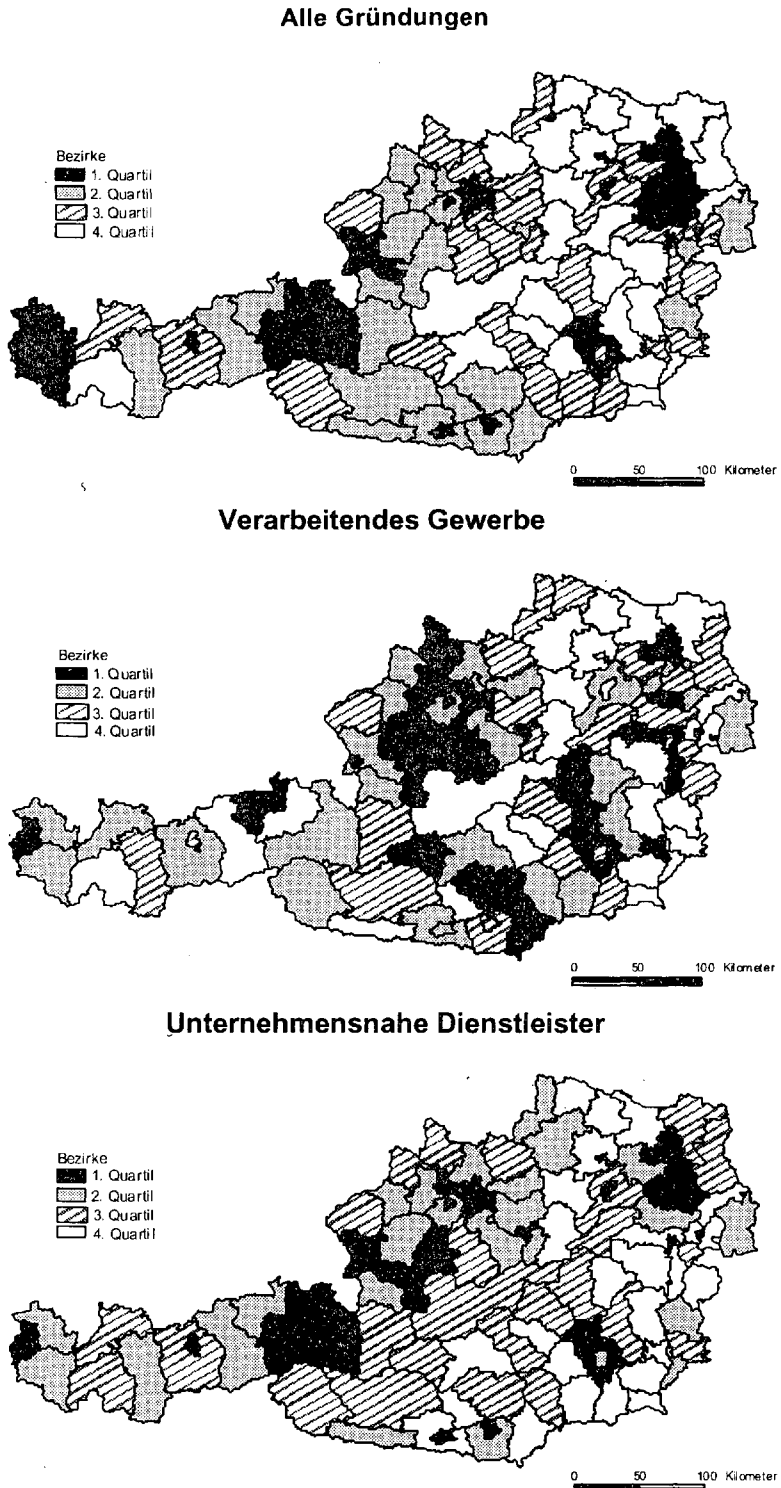 Alle Gründungen
Bezirke
1. Quartil
2. Quartil
3. Quartil
4. Quartil
0 50 100 Kilometer
Verarbeitendes Gewerbe
Bezirke
1. Quartil
2. Quartil
3. Quartil
4. Quartil
0 50 100 Kilometer
Unternehmensnahe Dienstleister
Bezirke
1. Quartil
2. Quartil
3. Quartil
4. Quartil
0 50 100 Kilometer